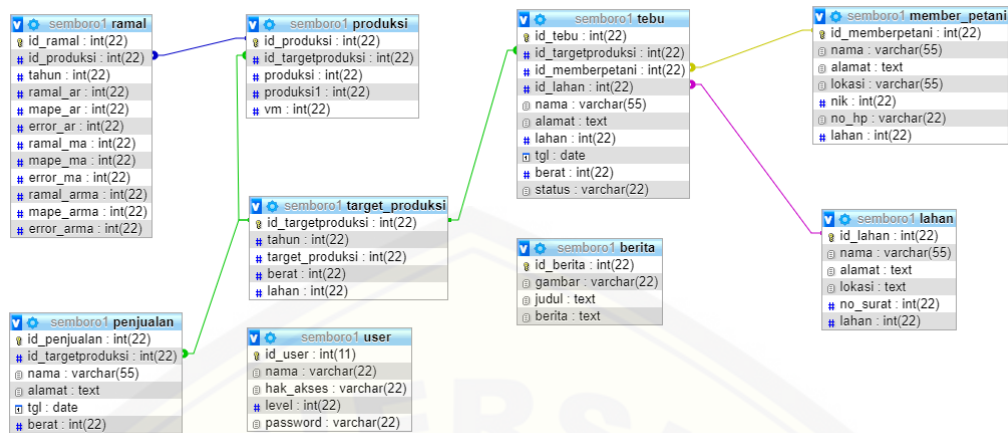 semboro1 ramal
id_ramal : int(22)
id_produksi : int(22)
tahun : int(22)
ramal_ar : int(22)
mape_ar : int(22)
error_ar : int(22)
ramal_ma : int(22)
mape_ma : int(22)
error_ma : int(22)
ramal_arma : int(22)
mape_arma : int(22)
error_arma : int(22)
semboro1 produksi
id_produksi : int(22)
id_targetproduksi : int(22)
produksi : int(22)
produksi1 : int(22)
vm : int(22)
semboro1 tebu
id_tebu : int(22)
id_targetproduksi : int(22)
id_memberpetani : int(22)
id_lahan : int(22)
nama : varchar(55)
alamat : text
lahan : int(22)
tgl : date
berat : int(22)
status : varchar(22)
semboro1 member_petani
id_memberpetani : int(22)
nama : varchar(55)
alamat : text
lokasi : varchar(55)
nik : int(22)
no_hp : varchar(22)
lahan : int(22)
semboro1 target_produksi
id_targetproduksi : int(22)
tahun : int(22)
target_produksi : int(22)
berat : int(22)
lahan : int(22)
semboro1 berita
id_berita : int(22)
gambar : varchar(22)
judul : text
berita : text
semboro1 lahan
id_lahan : int(22)
nama : varchar(55)
alamat : text
lokasi : text
no_surat : int(22)
lahan : int(22)
semboro1 penjualan
id_penjualan : int(22)
id_targetproduksi : int(22)
nama : varchar(55)
alamat : text
tgl : date
berat : int(22)
semboro1 user
id_user : int(11)
nama : varchar(22)
hak_akses : varchar(22)
level : int(22)
password : varchar(22)